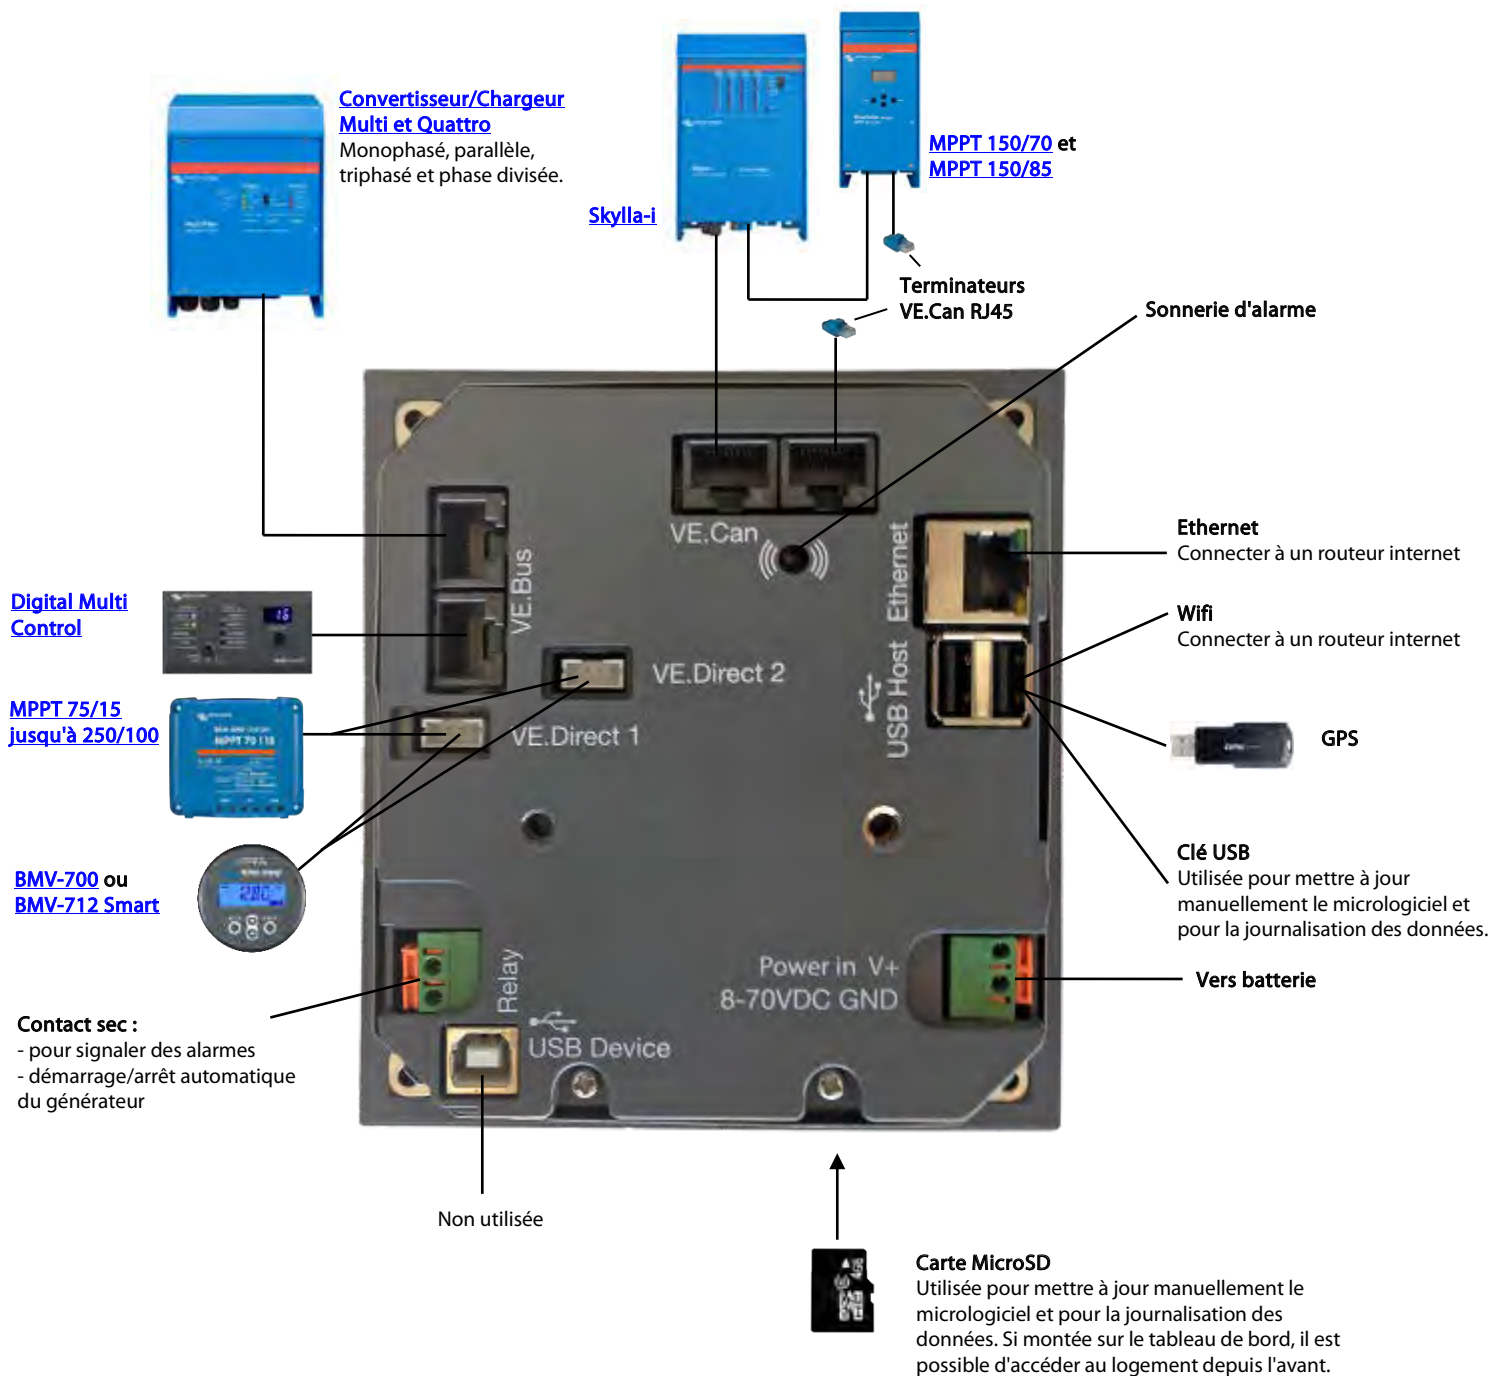 Convertisseur/Chargeur
Multi et Quattro
Monophasé, parallèle,
triphasé et phase divisée.
MPPT 150/70 et
MPPT 150/85
Skylla-i
Terminateurs
VE.Can RJ45
Sonnerie d'alarme
VE.Can
Ethernet
Connecter à un routeur internet
VE.Bus
Ethernet
Digital Multi
Control
Wifi
Connecter à un routeur internet
VE.Direct 2
USB Host
MPPT 75/15
jusqu'à 250/100
MPPT 70 | 15
VE.Direct 1
GPS
Clé USB
Utilisée pour mettre à jour
manuellement le micrologiciel et
pour la journalisation des données.
BMV-700 ou
BMV-712 Smart
Relay
Power in V+
8-70VDC GND
Vers batterie
Contact sec :
- pour signaler des alarmes
- démarrage/arrêt automatique
du générateur
USB Device
Non utilisée
4GB
Carte MicroSD
Utilisée pour mettre à jour manuellement le
micrologiciel et pour la journalisation des
données. Si montée sur le tableau de bord, il est
possible d'accéder au logement depuis l'avant.